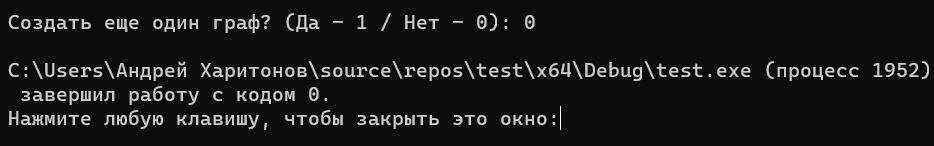 Создать еще один граф? (Да - 1 / Нет - 0): 0
C:\Users\Андрей Харитонов\source\repos\test\x64\Debug\test.exe (процесс 1952)
завершил работу с кодом 0.
Нажмите любую клавишу, чтобы закрыть это окно: